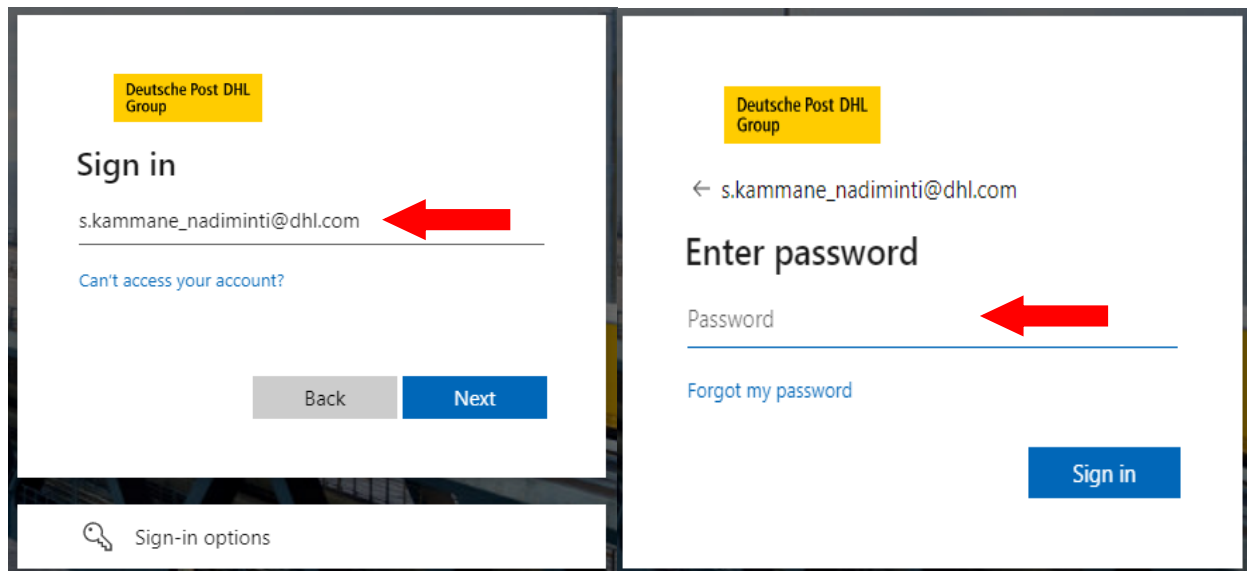 Deutsche Post DHL
Group
Sign in
s.kammane_nadiminti@dhl.com
Can't access your account?
Back
Next
Sign-in options
Deutsche Post DHL
Group
s.kammane_nadiminti@dhl.com
Enter password
Password
Forgot my password
Sign in